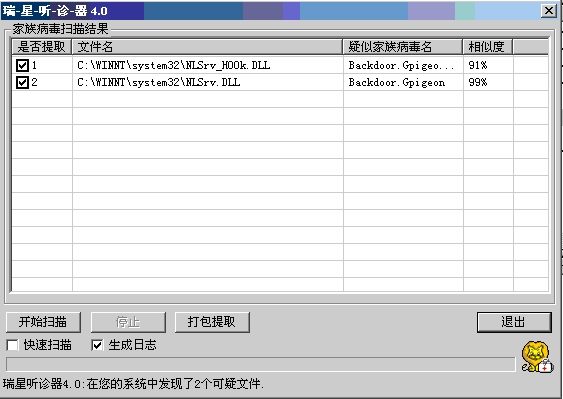 瑞-星-听-诊-器 4.0
家族病毒扫描结果
是否提取 文件名 疑似家族病毒名 相似度
1 C:\WINNT\system32\NLSrv_HOOk.DLL Backdoor.Gpigeo... 91%
2 C:\WINNT\system32\NLSrv.DLL Backdoor.Gpigeon 99%
开始扫描 停止 打包提取 退出
快速扫描 生成日志
瑞星听诊器4.0:在您的系统中发现了2个可疑文件.